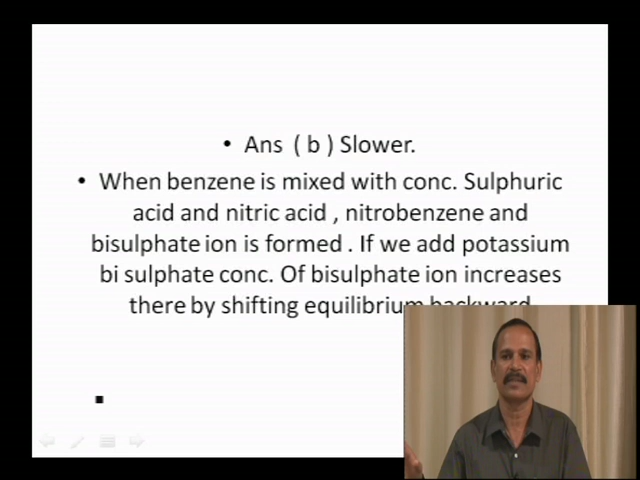 • Ans ( b ) Slower.
• When benzene is mixed with conc. Sulphuric
acid and nitric acid , nitrobenzene and
bisulphate ion is formed . If we add potassium
bi sulphate conc. Of bisulphate ion increases
there by shifting equilibrium backward